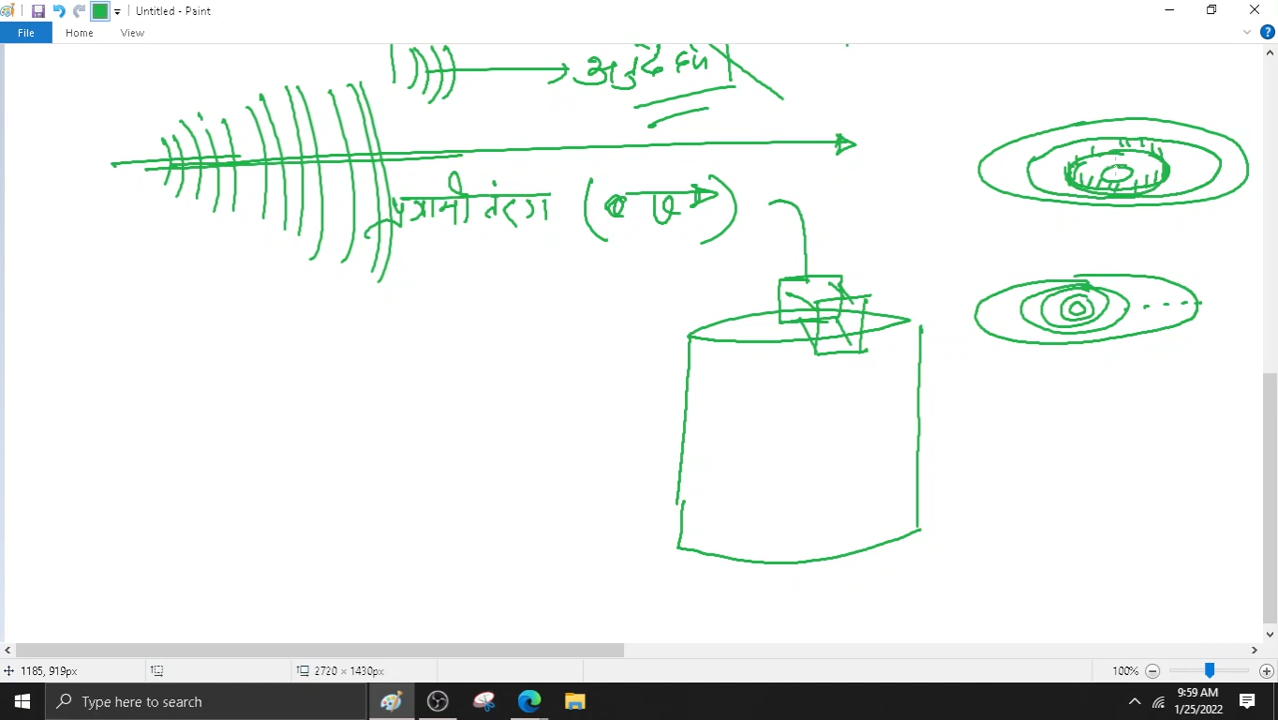 Untitled - Paint
File Home View
प्रगामी तरंग
1185, 919px
2720 × 1430px
100%
Type here to search
9:59 AM
1/25/2022